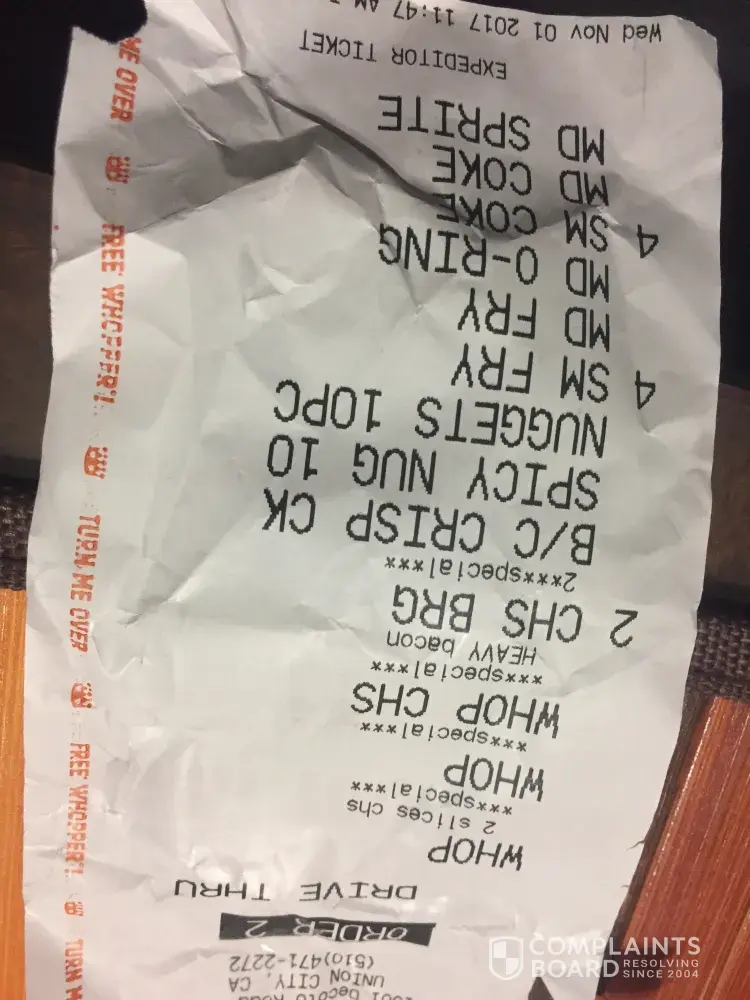 Decoto Road
UNION CITY, CA
(510)471-2272
ORDER 2
DRIVE THRU
WHOP
2 slices chs
***special***
WHOP
***special***
WHOP CHS
***special***
HEAVY bacon
2 CHS BRG
2***special***
B/C CRISP CK
SPICY NUG 10
NUGGETS 10PC
4 SM FRY
MD FRY
MD O-RING
4 SM COKE
MD COKE
MD SPRITE
EXPEDITOR TICKET
Wed Nov 01 2017 11:47 AM
ME OVER FREE WHOPPER! TURN ME OVER FREE WHOPPER! TURN M
COMPLAINTS
BOARD RESOLVING SINCE 2004